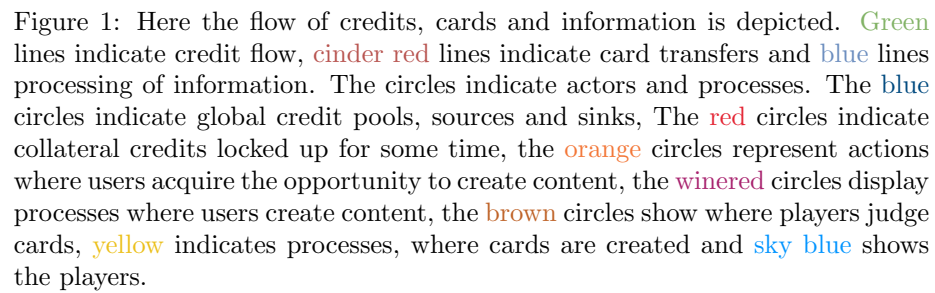 Figure 1: Here the flow of credits, cards and information is depicted. Green
lines indicate credit flow, cinder red lines indicate card transfers and blue lines
processing of information. The circles indicate actors and processes. The blue
circles indicate global credit pools, sources and sinks, The red circles indicate
collateral credits locked up for some time, the orange circles represent actions
where users acquire the opportunity to create content, the winered circles display
processes where users create content, the brown circles show where players judge
cards, yellow indicates processes, where cards are created and sky blue shows
the players.